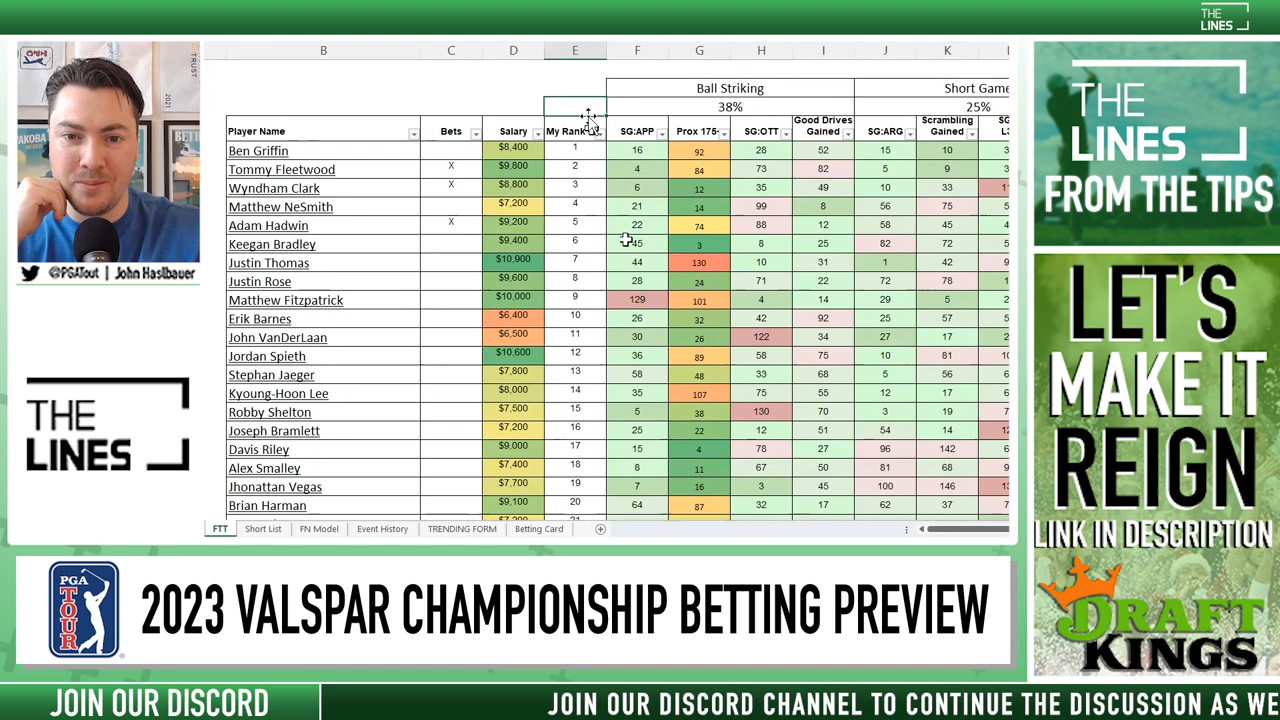 THE
LINES
B C D E F G H I J K L
Ball Striking Short Game
38% 25%
Player Name Bets Salary My Rank SG:APP Prox 175- SG:OTT Good Drives Gained SG:ARG Scrambling Gained
Ben Griffin $8,400 1 16 92 28 52 15 10
Tommy Fleetwood X $9,800 2 4 84 73 82 5 9
Wyndham Clark X $8,800 3 6 12 35 49 10 33
Matthew NeSmith $7,200 4 21 14 99 8 56 75
Adam Hadwin X $9,200 5 22 74 88 12 58 45
Keegan Bradley $9,400 6 45 3 8 25 82 42
Justin Thomas $10,900 7 44 130 10 31 1 42
Justin Rose $9,600 8 28 24 71 22 72 78
Matthew Fitzpatrick $10,000 9 129 101 4 14 29 5
Erik Barnes $6,400 10 26 32 42 92 25 57
John VanDerLaan $6,500 11 30 26 122 34 27 17
Jordan Spieth $10,600 12 36 89 58 75 10 81
Stephan Jaeger $7,800 13 58 48 33 68 5 56
Kyoung-Hoon Lee $8,000 14 35 107 75 55 12 17
Robby Shelton $7,500 15 5 38 130 70 3 19
Joseph Bramlett $7,200 16 25 22 12 51 54 14
Davis Riley $9,000 17 15 4 78 27 96 142
Alex Smalley $7,400 18 8 11 67 50 81 68
Jhonattan Vegas $7,700 19 7 16 3 45 100 146
Brian Harman $9,100 20 64 87 32 17 62 37
FTT Short List FN Model Event History TRENDING FORM Betting Card
@PGATout John Haslbauer
THE
LINES
THE
LINES
FROM THE TIPS
LET'S
MAKE IT
REIGN
LINK IN DESCRIPTION
DRAFT
KINGS
PGA
TOUR
2023 VALSPAR CHAMPIONSHIP BETTING PREVIEW
JOIN OUR DISCORD
JOIN OUR DISCORD CHANNEL TO CONTINUE THE DISCUSSION AS WE